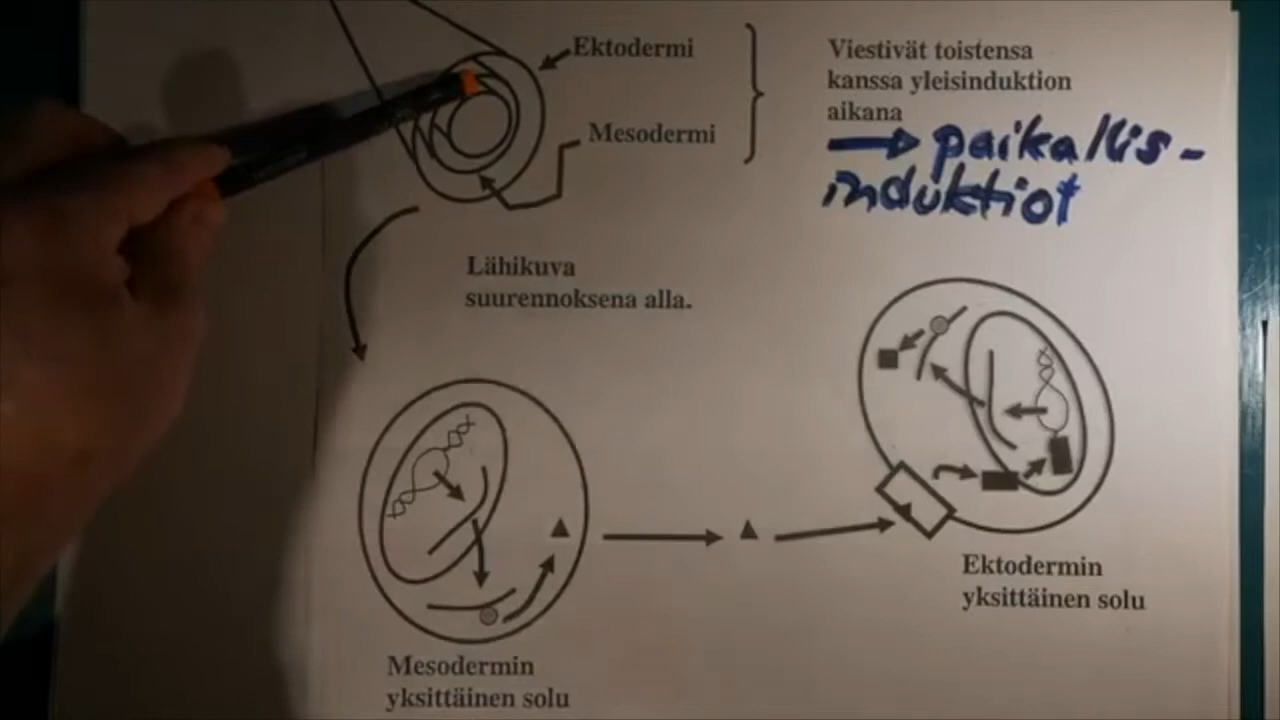 Ektodermi
Mesodermi
Viestivät toistensa
kanssa yleisinduktion
aikana
→ paikallis-
induktiot
Lähikuva
suurennoksena alla.
Ektodermin
yksittäinen solu
Mesodermin
yksittäinen solu